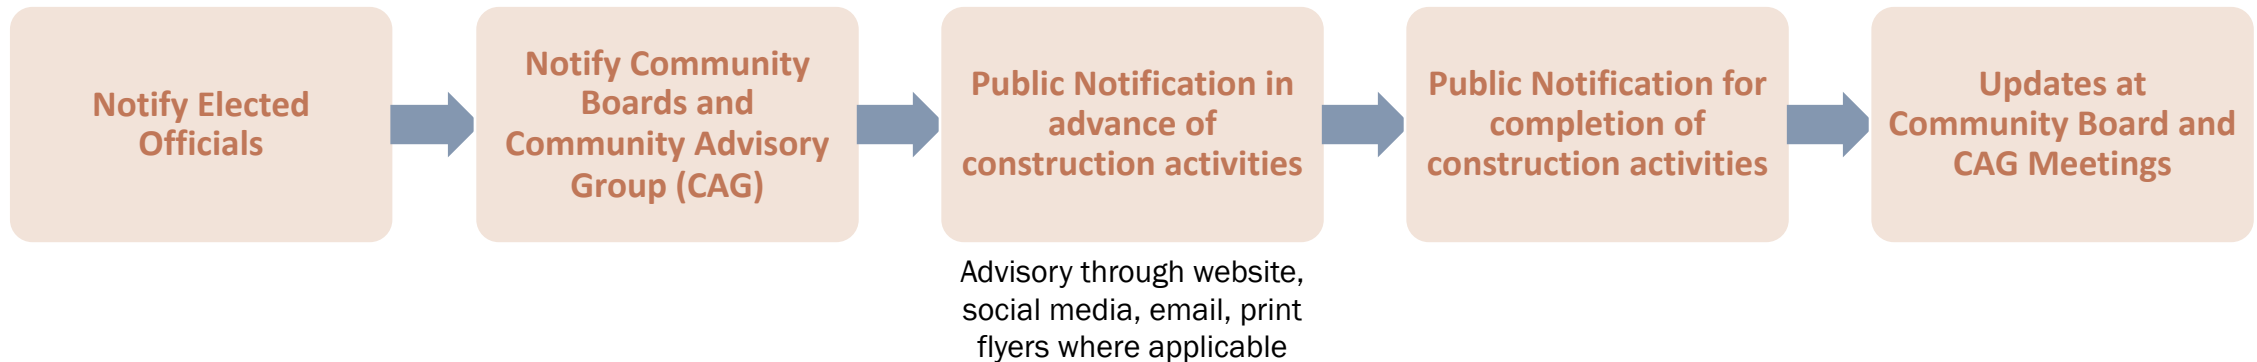 Notify Elected
Officials
Notify Community
Boards and
Community Advisory
Group (CAG)
Public Notification in
advance of
construction activities
Public Notification for
completion of
construction activities
Updates at
Community Board and
CAG Meetings
Advisory through website,
social media, email, print
flyers where applicable